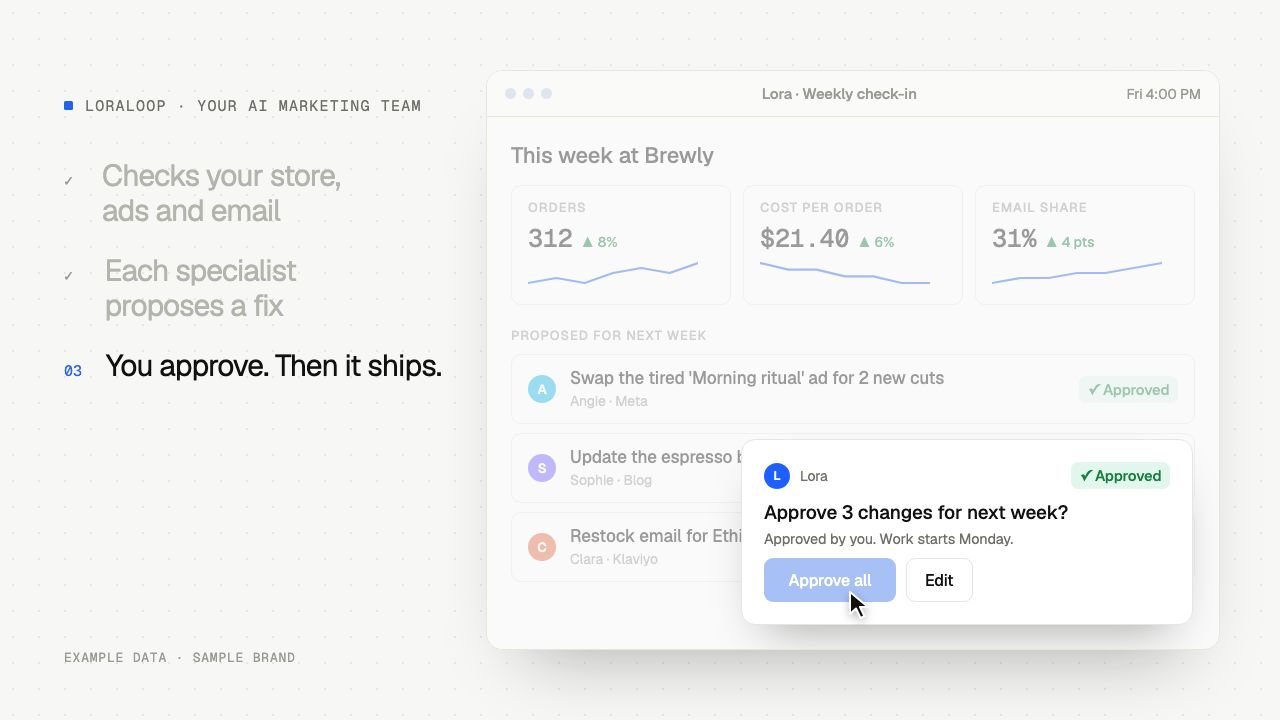 LORALOOP · YOUR AI MARKETING TEAM
✓ Checks your store,
ads and email
✓ Each specialist
proposes a fix
03 You approve. Then it ships.
EXAMPLE DATA · SAMPLE BRAND
Lora · Weekly check-in
Fri 4:00 PM
This week at Brewly
ORDERS
312 ▲ 8%
COST PER ORDER
$21.40 ▲ 6%
EMAIL SHARE
31% ▲ 4 pts
PROPOSED FOR NEXT WEEK
A
Swap the tired 'Morning ritual' ad for 2 new cuts
Angie · Meta
✓ Approved
S
Update the espresso
Sophie · Blog
C
Restock email for
Clara · Klaviyo
L
Lora
✓ Approved
Approve 3 changes for next week?
Approved by you. Work starts Monday.
Approve all
Edit